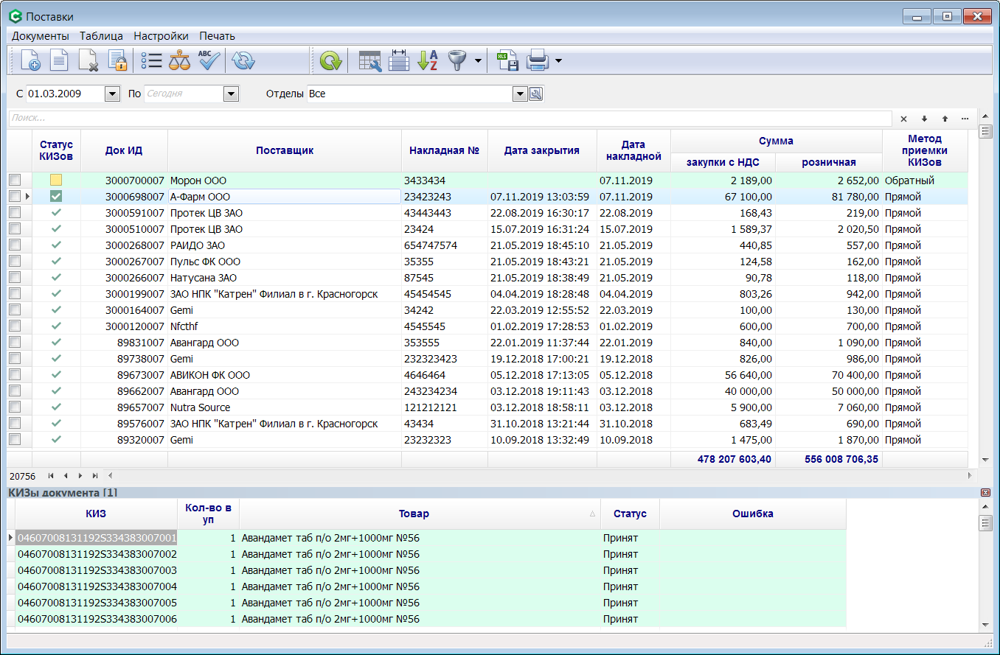 Поставки
Документы Таблица Настройки Печать
ABC A Z XLS
С 01.03.2009 По Сегодня Отделы Все
Поиск...
Статус КИЗов Док ИД Поставщик Накладная № Дата закрытия Дата накладной Сумма Метод приемки КИЗов
закупки с НДС розничная
3000700007 Морон ООО 3433434 07.11.2019 2 189,00 2 652,00 Обратный
3000698007 А-Фарм ООО 23423243 07.11.2019 13:03:59 07.11.2019 67 100,00 81 780,00 Прямой
3000591007 Протек ЦВ ЗАО 43443443 22.08.2019 16:30:17 22.08.2019 168,43 219,00 Прямой
3000510007 Протек ЦВ ЗАО 23424 15.07.2019 16:31:24 15.07.2019 1 589,37 2 020,50 Прямой
3000268007 РАИДО ЗАО 654747574 21.05.2019 18:45:10 21.05.2019 440,85 557,00 Прямой
3000267007 Пульс ФК ООО 35355 21.05.2019 18:43:21 21.05.2019 124,58 162,00 Прямой
3000266007 Натусана ЗАО 87545 21.05.2019 18:38:49 21.05.2019 90,78 118,00 Прямой
3000199007 ЗАО НПК "Катрен" Филиал в г. Красногорск 45454545 04.04.2019 18:28:48 04.04.2019 803,26 942,00 Прямой
3000164007 Gemi 34242 22.03.2019 12:55:52 22.03.2019 100,00 130,00 Прямой
3000120007 Nfcthf 4545545 01.02.2019 17:28:53 01.02.2019 600,00 700,00 Прямой
89831007 Авангард ООО 353555 22.01.2019 11:37:44 22.01.2019 840,00 1 090,00 Прямой
89738007 Gemi 232323423 19.12.2018 17:00:21 19.12.2018 826,00 986,00 Прямой
89673007 АВИКОН ФК ООО 4646464 05.12.2018 17:13:05 05.12.2018 56 640,00 70 400,00 Прямой
89662007 Авангард ООО 243234234 03.12.2018 19:11:43 03.12.2018 40 000,00 50 000,00 Прямой
89657007 Nutra Source 121212121 03.12.2018 18:58:11 03.12.2018 5 900,00 7 060,00 Прямой
89576007 ЗАО НПК "Катрен" Филиал в г. Красногорск 43434 31.10.2018 13:21:44 31.10.2018 683,49 690,00 Прямой
89320007 Gemi 23232323 10.09.2018 13:32:49 10.09.2018 1 475,00 1 870,00 Прямой
478 207 603,40 556 008 706,35
20756
КИЗы документа [1]
КИЗ Кол-во в уп Товар Статус Ошибка
04607008131192S334383007001 1 Авандамет таб п/о 2мг+1000мг №56 Принят
04607008131192S334383007002 1 Авандамет таб п/о 2мг+1000мг №56 Принят
04607008131192S334383007003 1 Авандамет таб п/о 2мг+1000мг №56 Принят
04607008131192S334383007004 1 Авандамет таб п/о 2мг+1000мг №56 Принят
04607008131192S334383007005 1 Авандамет таб п/о 2мг+1000мг №56 Принят
04607008131192S334383007006 1 Авандамет таб п/о 2мг+1000мг №56 Принят